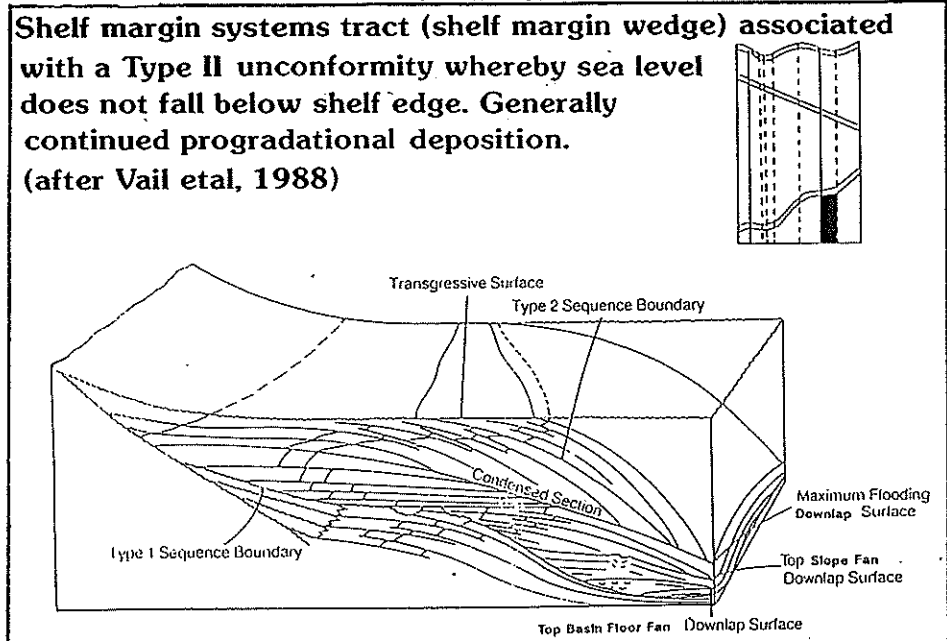 Shelf margin systems tract (shelf margin wedge) associated
with a Type II unconformity whereby sea level
does not fall below shelf edge. Generally
continued progradational deposition.
(after Vail etal, 1988)
Transgressive Surface
Type 2 Sequence Boundary
Condensed Section
Maximum Flooding
Downlap Surface
Type 1 Sequence Boundary
Top Slope Fan
Downlap Surface
Top Basin Floor Fan Downlap Surface